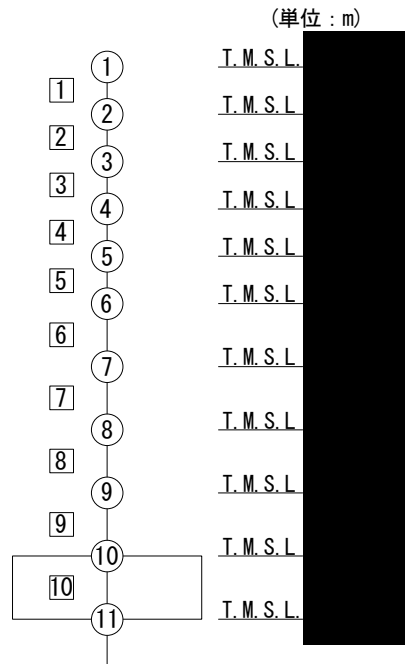 (単位：m)
① T.M.S.L.
1
② T.M.S.L
2
③ T.M.S.L
3
④ T.M.S.L
4
⑤ T.M.S.L
5
⑥ T.M.S.L
6
⑦ T.M.S.L
7
⑧ T.M.S.L
8
⑨ T.M.S.L
9
⑩ T.M.S.L
10
⑪ T.M.S.L.